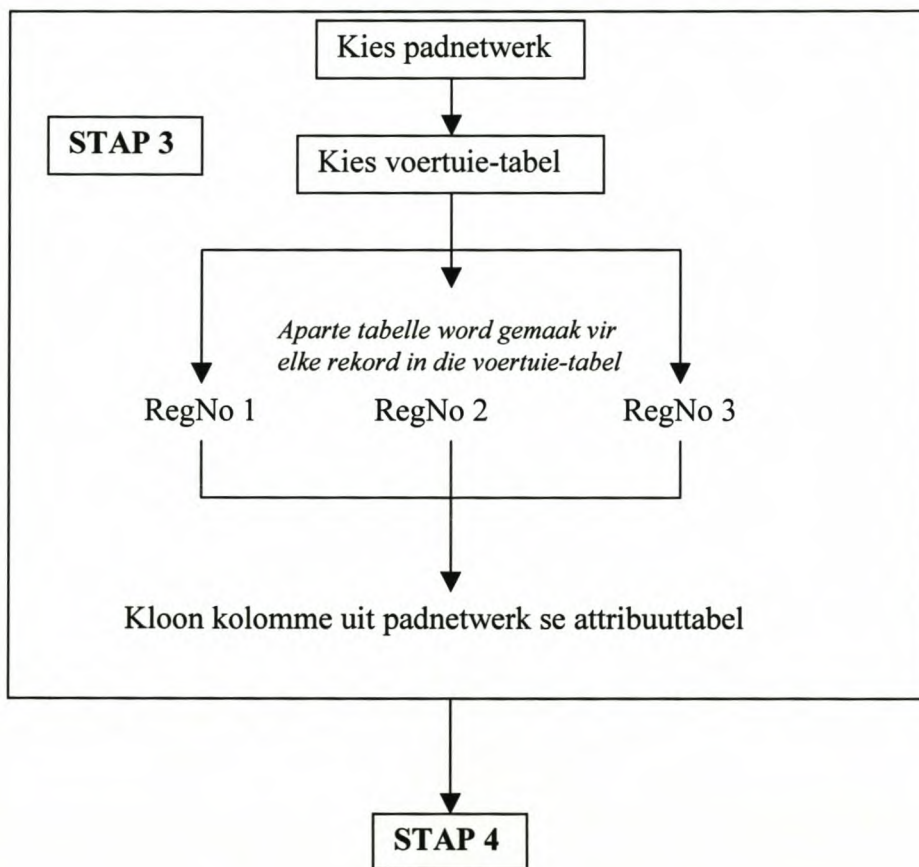 Kies padnetwerk
STAP 3
Kies voertuie-tabel
Aparte tabelle word gemaak vir
elke rekord in die voertuie-tabel
RegNo 1
RegNo 2
RegNo 3
Kloon kolomme uit padnetwerk se attribuuttabel
STAP 4